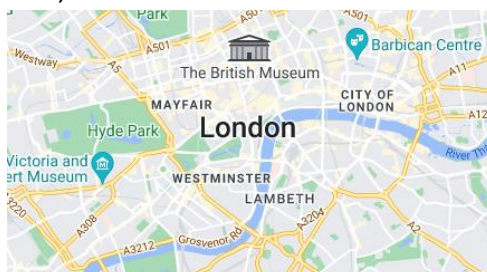 Park
A501
A501
Westway
A5
Barbican Centre
The British Museum
A11
MAYFAIR
CITY OF
LONDON
A12
Hyde Park
London
River Th
Victoria and
ert Museum
WESTMINSTER
LAMBETH
3220
A308
A3204
A2
A3212
Grosvenor Rd